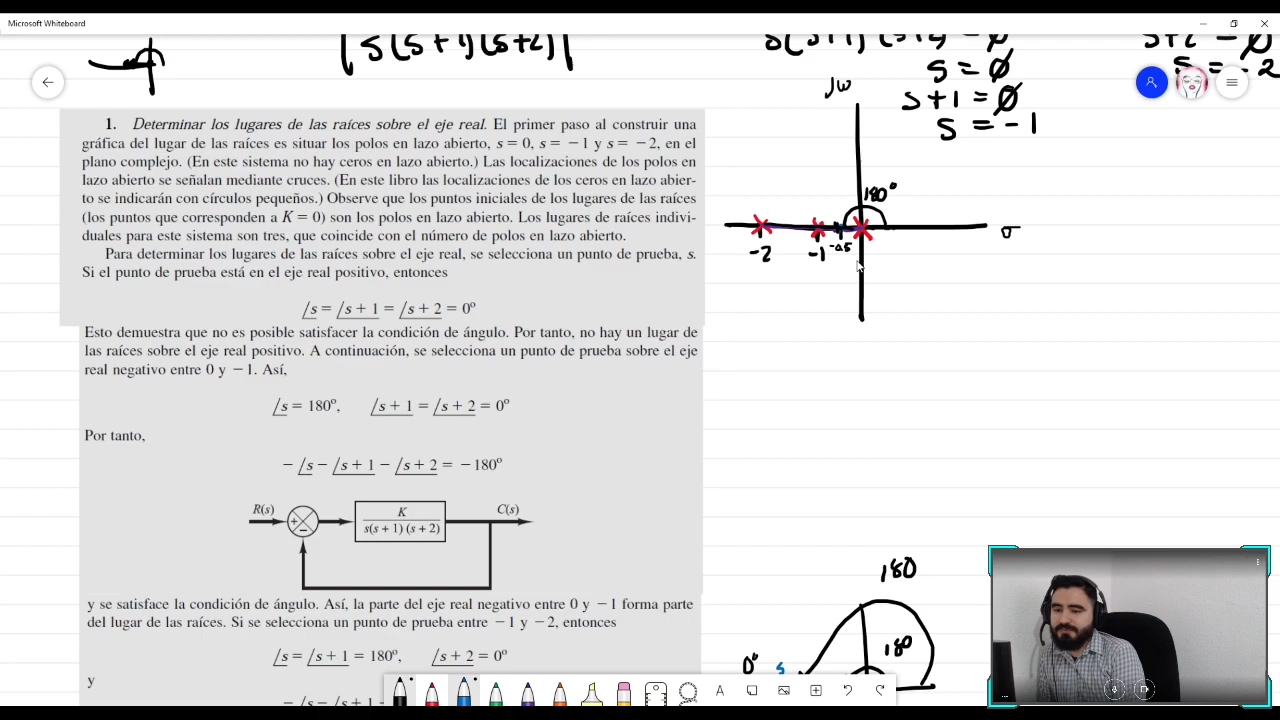 Microsoft Whiteboard
s(s+1)(s+2)
s = 0
s+1 = 0
s = -1
s+2 = 0
s = -2
jw
180°
σ
-2
-1
1. Determinar los lugares de las raíces sobre el eje real. El primer paso al construir una
gráfica del lugar de las raíces es situar los polos en lazo abierto, s = 0, s = −1 y s = −2, en el
plano complejo. (En este sistema no hay ceros en lazo abierto.) Las localizaciones de los polos en
lazo abierto se señalan mediante cruces. (En este libro las localizaciones de los ceros en lazo abier-
to se indicarán con círculos pequeños.) Observe que los puntos iniciales de los lugares de las raíces
(los puntos que corresponden a K = 0) son los polos en lazo abierto. Los lugares de raíces indivi-
duales para este sistema son tres, que coincide con el número de polos en lazo abierto.
Para determinar los lugares de las raíces sobre el eje real, se selecciona un punto de prueba, s.
Si el punto de prueba está en el eje real positivo, entonces
/s = /s + 1 = /s + 2 = 0°
Esto demuestra que no es posible satisfacer la condición de ángulo. Por tanto, no hay un lugar de
las raíces sobre el eje real positivo. A continuación, se selecciona un punto de prueba sobre el eje
real negativo entre 0 y −1. Así,
/s = 180°, /s + 1 = /s + 2 = 0°
Por tanto,
− /s − /s + 1 − /s + 2 = −180°
R(s)
+
−
K
s(s + 1)(s + 2)
C(s)
y se satisface la condición de ángulo. Así, la parte del eje real negativo entre 0 y −1 forma parte
del lugar de las raíces. Si se selecciona un punto de prueba entre −1 y −2, entonces
/s = /s + 1 = 180°, /s + 2 = 0°
y
180
180
0°
s